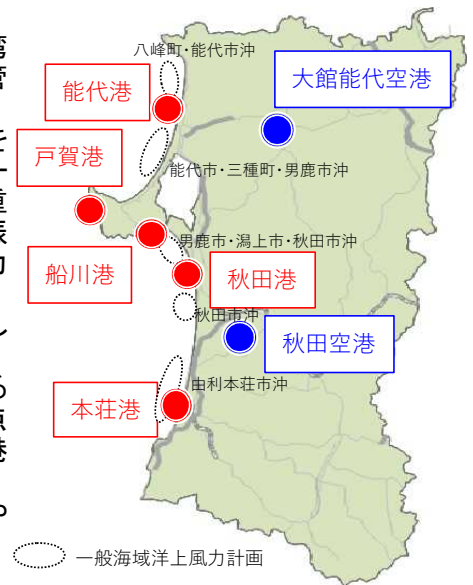 八峰町・能代市沖
能代港
大館能代空港
戸賀港
能代市・三種町・男鹿市沖
男鹿市・潟上市・秋田市沖
船川港
秋田港
秋田市沖
秋田空港
由利本荘市沖
本荘港
一般海域洋上風力計画